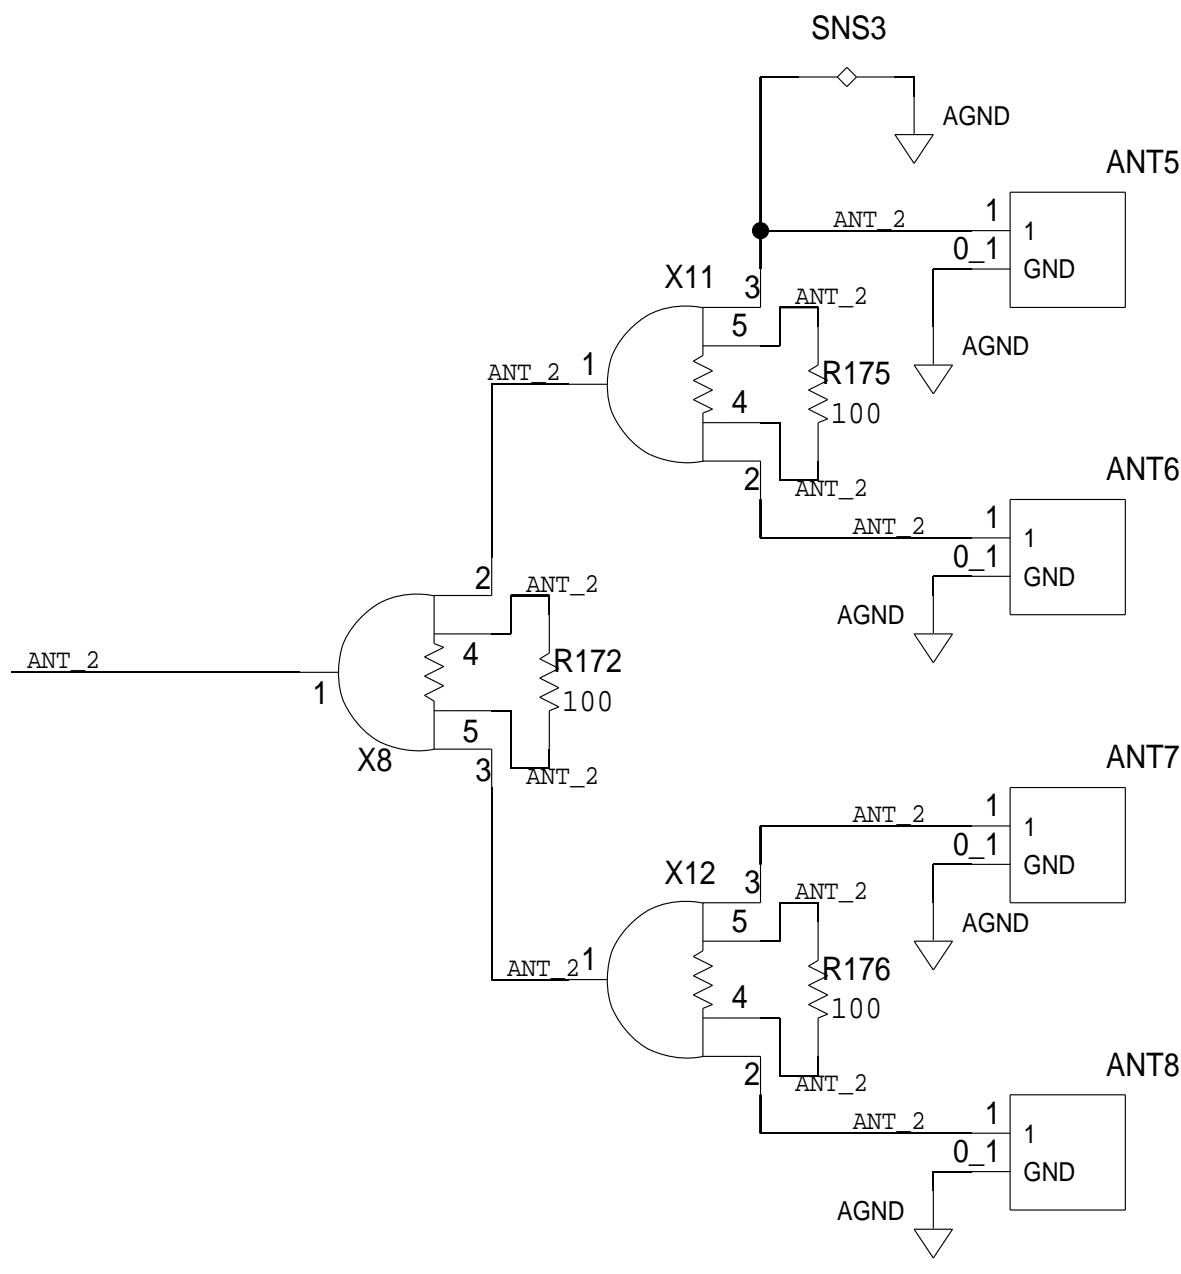 SNS3
AGND
ANT5
ANT_2
1
1
0_1
GND
X11
3
ANT_2
5
AGND
ANT_2
1
R175
4
100
ANT6
2
ANT_2
ANT_2
1
1
0_1
GND
2
ANT_2
AGND
ANT_2
4
R172
1
100
5
X8
3
ANT_2
ANT7
ANT_2
1
1
0_1
GND
X12
3
ANT_2
5
AGND
ANT_2
1
R176
4
100
2
ANT_2
ANT8
ANT_2
1
1
0_1
GND
AGND